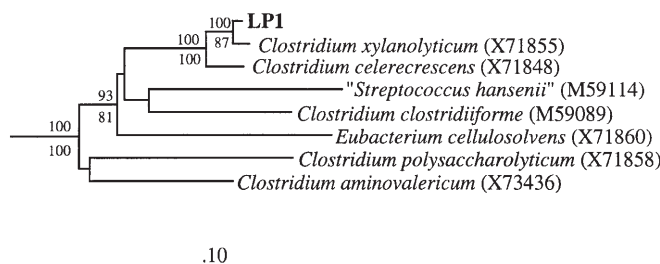 100 LP1
100 87 Clostridium xylanolyticum (X71855)
100 Clostridium celerecrescens (X71848)
93 "Streptococcus hansenii" (M59114)
81 Clostridium clostridiiforme (M59089)
100 Eubacterium cellulosolvens (X71860)
100 Clostridium polysaccharolyticum (X71858)
Clostridium aminovalericum (X73436)
.10